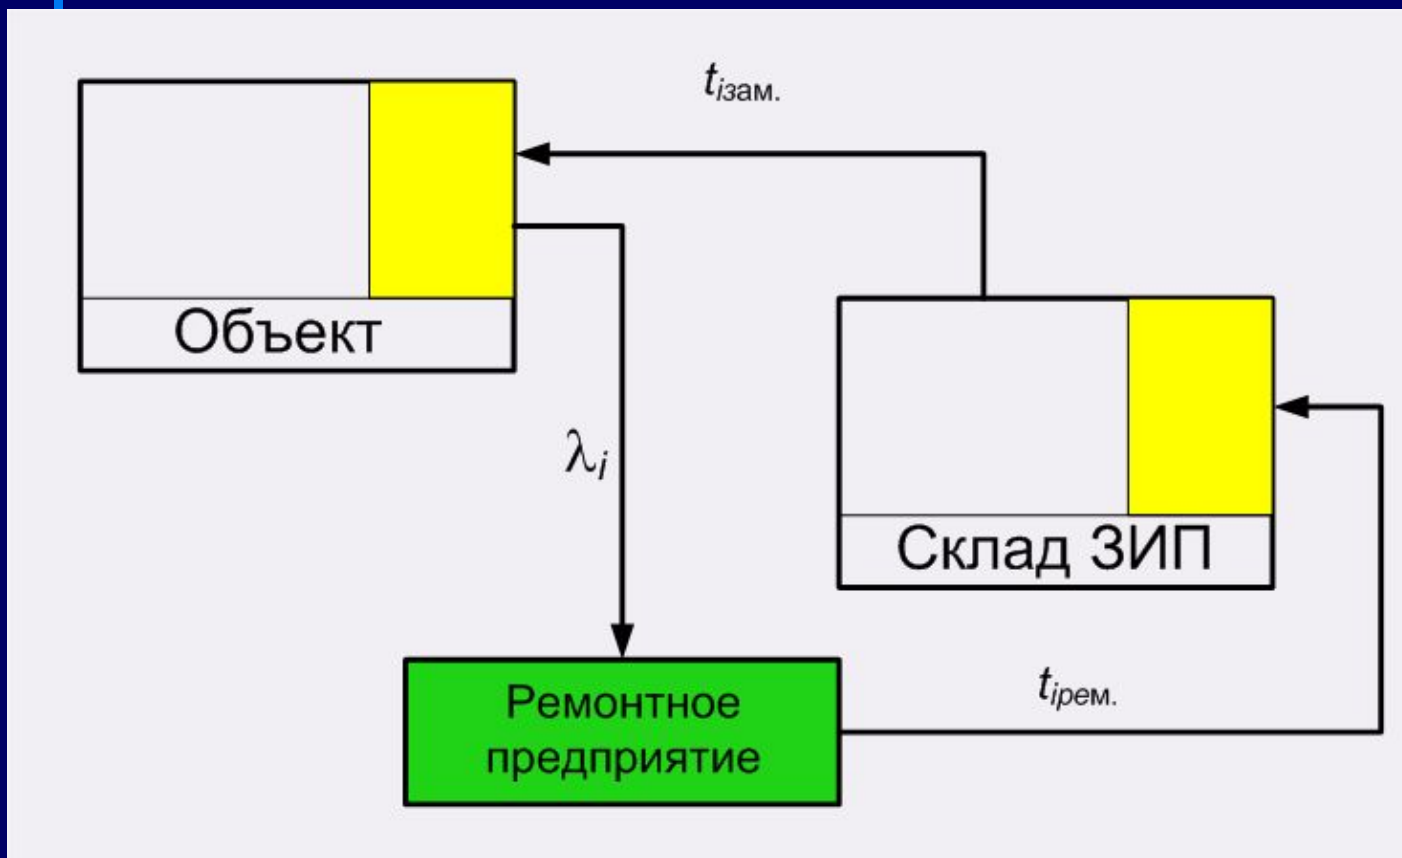 tiзам.
Объект
λi
Склад ЗИП
Ремонтное
предприятие
tiрем.